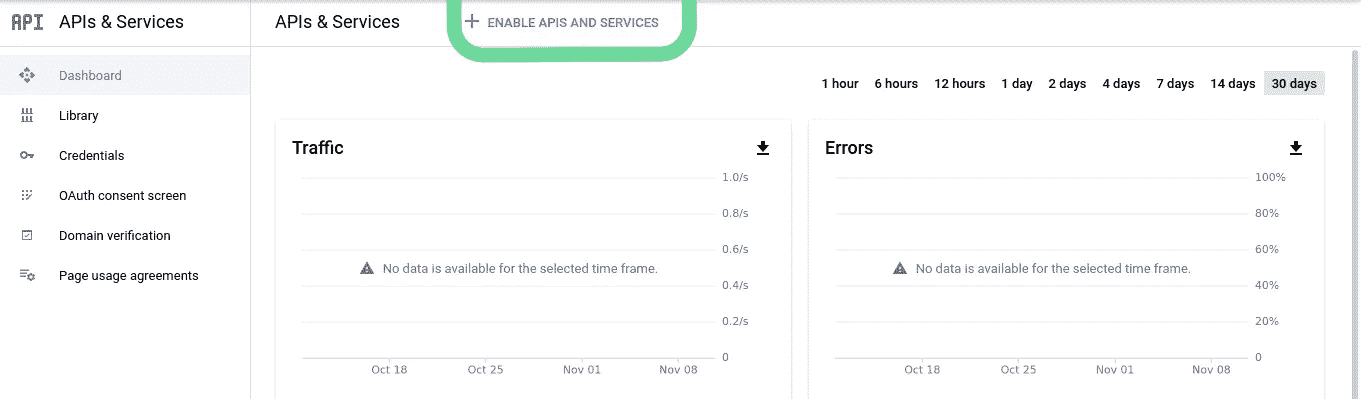 API APIs & Services
APIs & Services
+ ENABLE APIS AND SERVICES
Dashboard
Library
Credentials
OAuth consent screen
Domain verification
Page usage agreements
1 hour 6 hours 12 hours 1 day 2 days 4 days 7 days 14 days 30 days
Traffic
1.0/s
0.8/s
0.6/s
No data is available for the selected time frame.
0.4/s
0.2/s
0
Oct 18 Oct 25 Nov 01 Nov 08
Errors
100%
80%
60%
No data is available for the selected time frame.
40%
20%
0
Oct 18 Oct 25 Nov 01 Nov 08